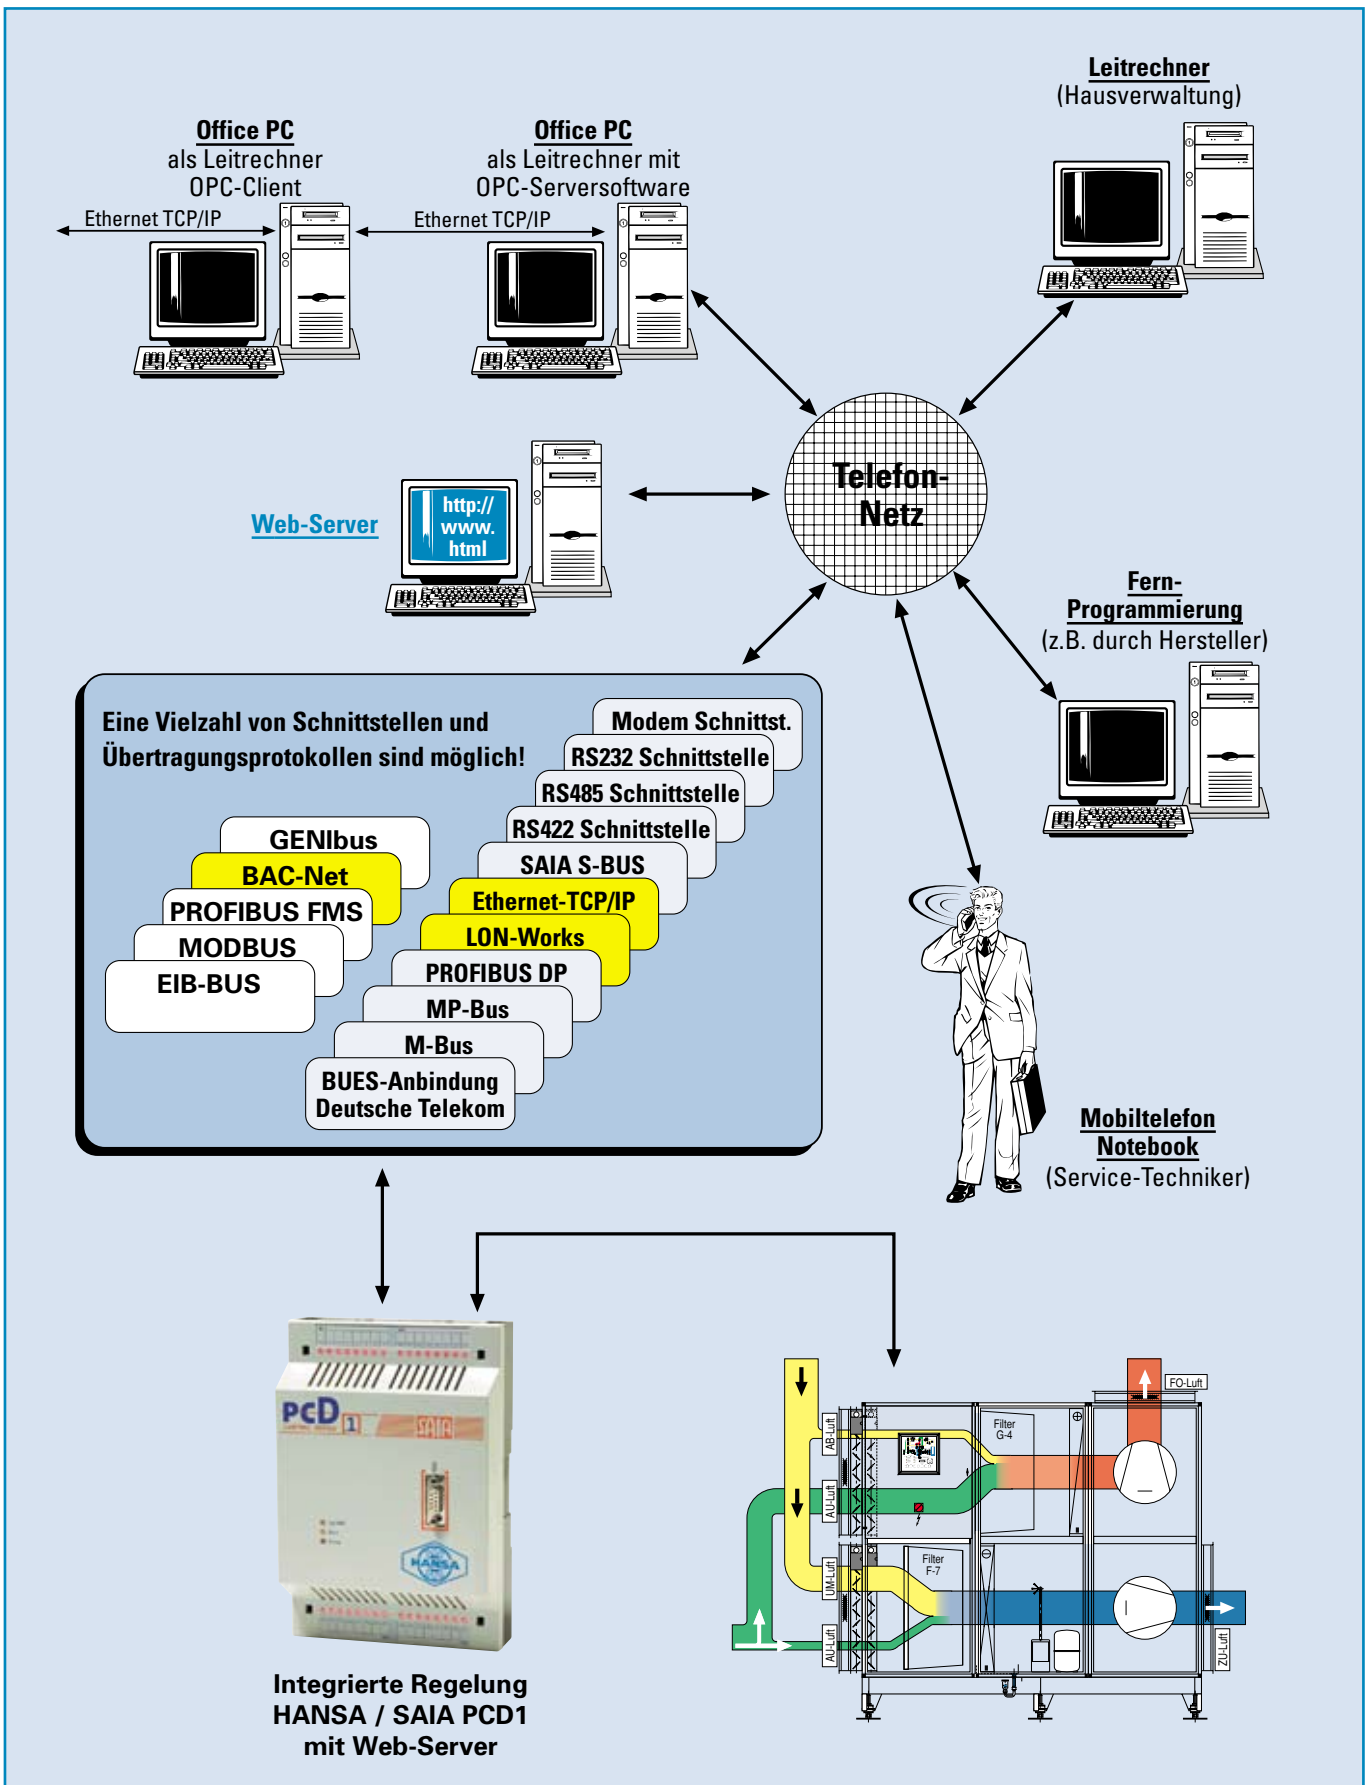 Leitrechner
(Hausverwaltung)
Office PC
als Leitrechner
OPC-Client
Office PC
als Leitrechner mit
OPC-Serversoftware
Ethernet TCP/IP
Ethernet TCP/IP
Telefon-
Netz
Web-Server
http://
www.
html
Fern-
Programmierung
(z.B. durch Hersteller)
Eine Vielzahl von Schnittstellen und
Übertragungsprotokollen sind möglich!
Modem Schnittst.
RS232 Schnittstelle
RS485 Schnittstelle
RS422 Schnittstelle
SAIA S-BUS
Ethernet-TCP/IP
LON-Works
PROFIBUS DP
MP-Bus
M-Bus
BUES-Anbindung
Deutsche Telekom
GENIbus
BAC-Net
PROFIBUS FMS
MODBUS
EIB-BUS
Mobiltelefon
Notebook
(Service-Techniker)
PCD 1
SAIA
HANSA
Integrierte Regelung
HANSA / SAIA PCD1
mit Web-Server
FO-Luft
AB-Luft
Filter
G-4
AU-Luft
UM-Luft
Filter
F-7
AU-Luft
ZU-Luft